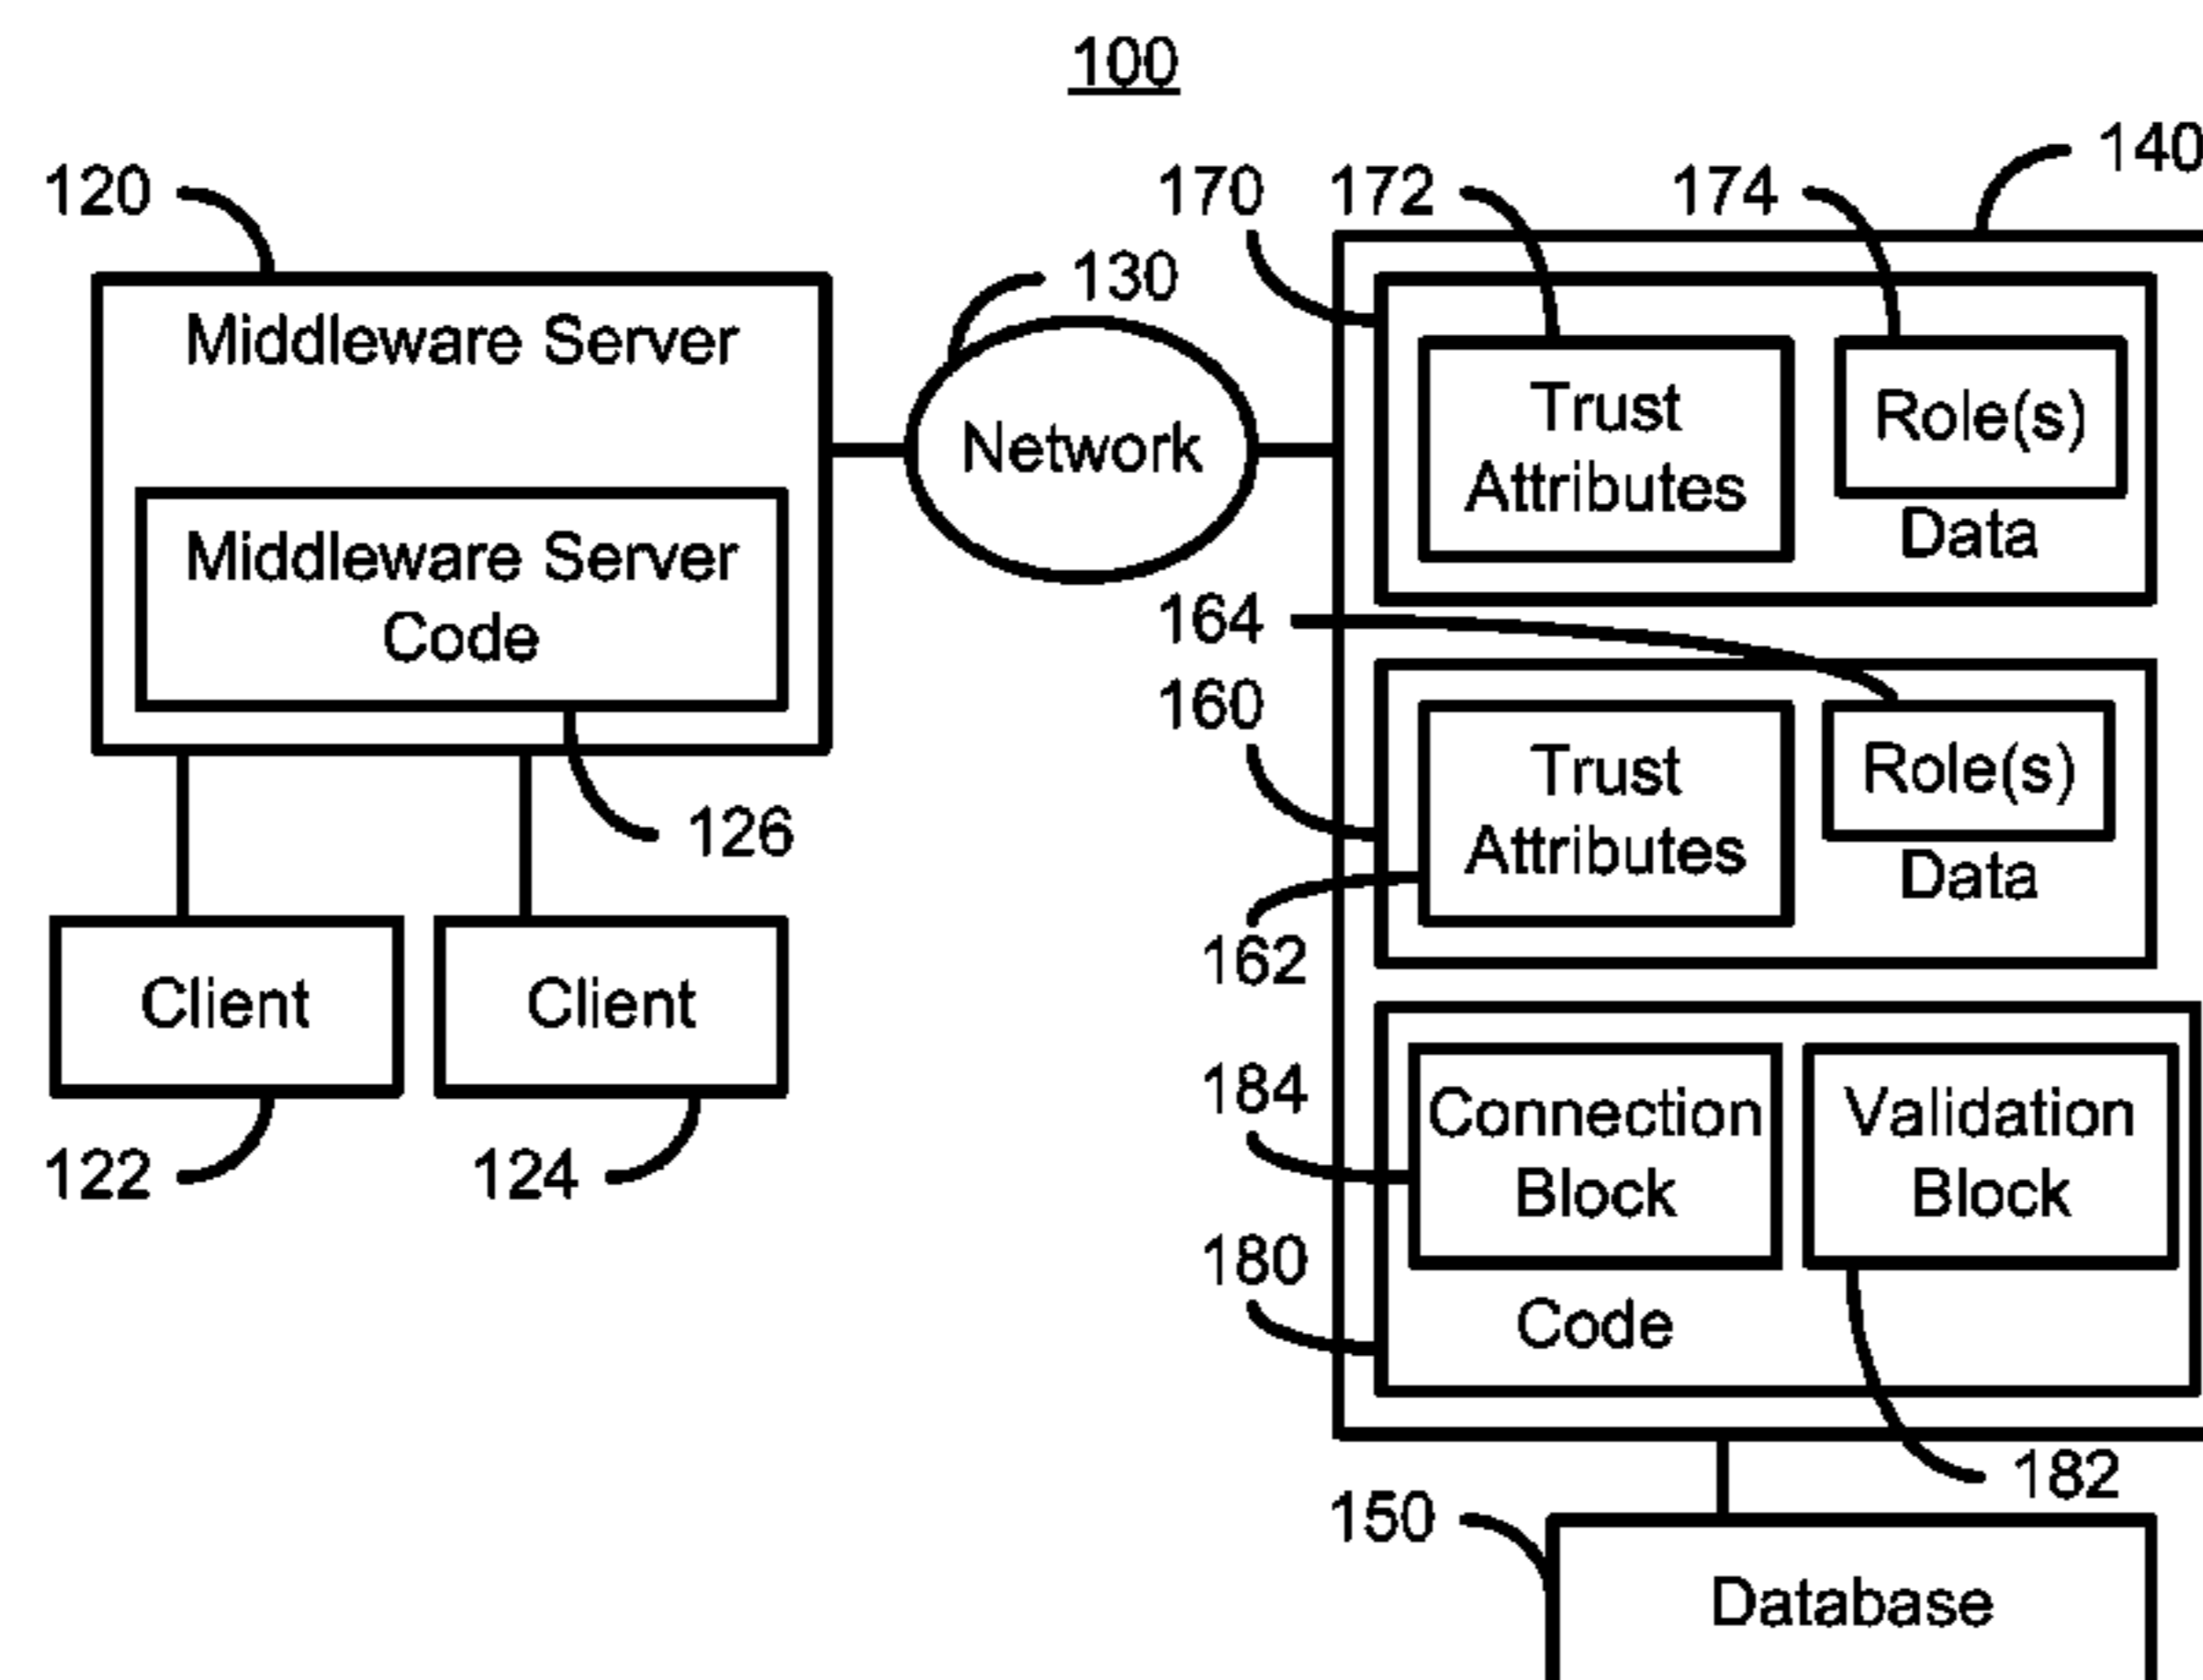 100
120
170
172
174
140
130
Middleware Server
Network
Trust
Attributes
Role(s)
Data
Middleware Server
Code
164
160
Trust
Attributes
Role(s)
Data
126
162
Client
Client
184
Connection
Block
Validation
Block
122
124
180
Code
182
150
Database